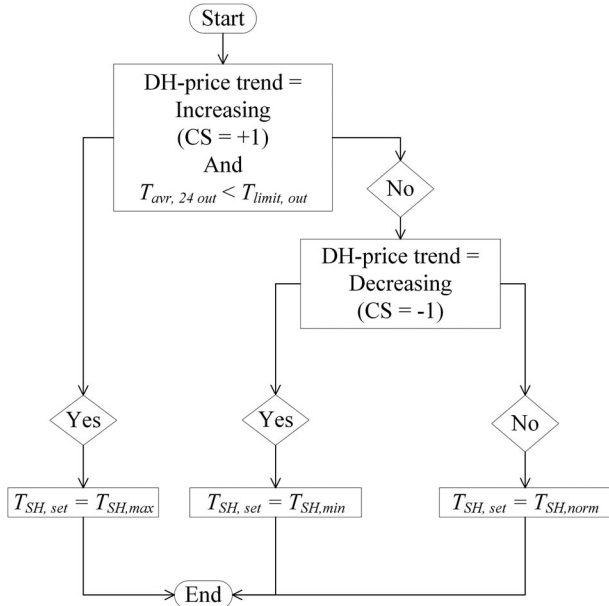 Start
DH-price trend =
Increasing
(CS = +1)
And
T_avr, 24 out < T_limit, out
No
DH-price trend =
Decreasing
(CS = -1)
Yes
Yes
No
T_SH, set = T_SH,max
T_SH, set = T_SH,min
T_SH, set = T_SH,norm
End